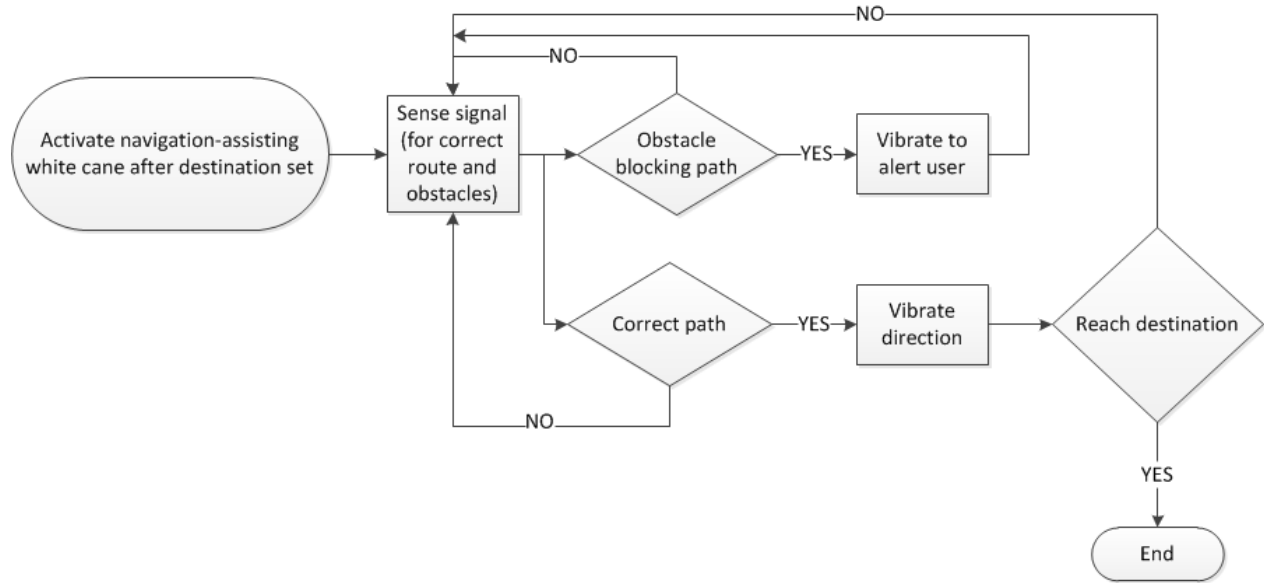 NO
NO
Activate navigation-assisting
white cane after destination set
Sense signal
(for correct
route and
obstacles)
Obstacle
blocking path
YES
Vibrate to
alert user
Correct path
YES
Vibrate
direction
Reach destination
NO
YES
End